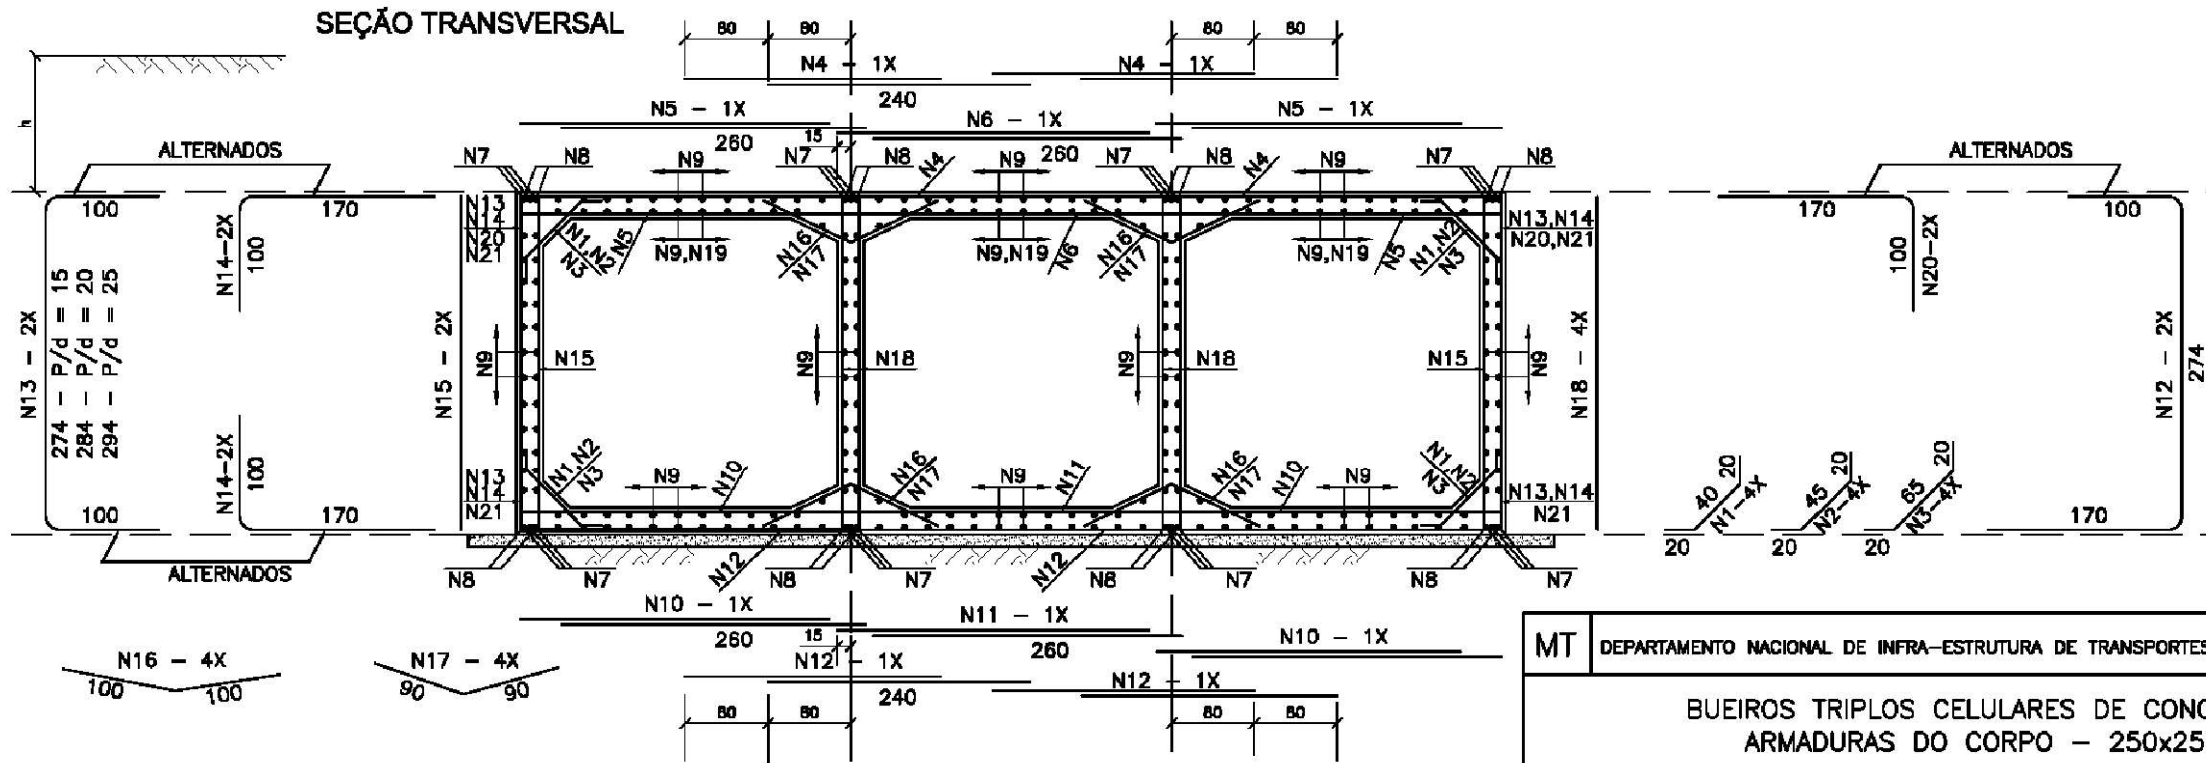 SEÇÃO TRANSVERSAL
80 80 80 80
N4 - 1X N4 - 1X
240
N5 - 1X N6 - 1X N5 - 1X
260 15 260
h
ALTERNADOS ALTERNADOS
N7 N8 N9 N7 N8 N4 N9 N7 N8 N4 N9 N7 N8
100 170 170 100
N13 - 2X
274 - P/d = 15
284 - P/d = 20
294 - P/d = 25
N14-2X 100
N14-2X 100
100 170
ALTERNADOS
N15 - 2X
N13
N14
N20
N21
N1, N2
N3
N5
N9,N19
N16
N17
N9,N19
N6
N16
N17
N9,N19
N5
N1, N2
N3
N13,N14
N20,N21
100
N20-2X
N9 N15 N9 N18 N9 N18 N15 N9
N18 - 4X
N12 - 2X
274
N13
N14
N21
N1, N2
N3
N9
N10
N16
N17
N9
N11
N16
N17
N10
N9
N1, N2
N3
N13,N14
N21
40 20
N1-4X
20
45 20
N2-4X
20
65 20
N3-4X
20
170
N8 N7 N12 N8 N7 N12 N8 N7 N8 N7
N10 - 1X N11 - 1X N10 - 1X
260 15 260
N12 - 1X N12 - 1X
240
80 80 80 80
N16 - 4X
100 100
N17 - 4X
90 90
MT DEPARTAMENTO NACIONAL DE INFRA-ESTRUTURA DE TRANSPORTES
BUEIROS TRIPLOS CELULARES DE CONC
ARMADURAS DO CORPO - 250x25